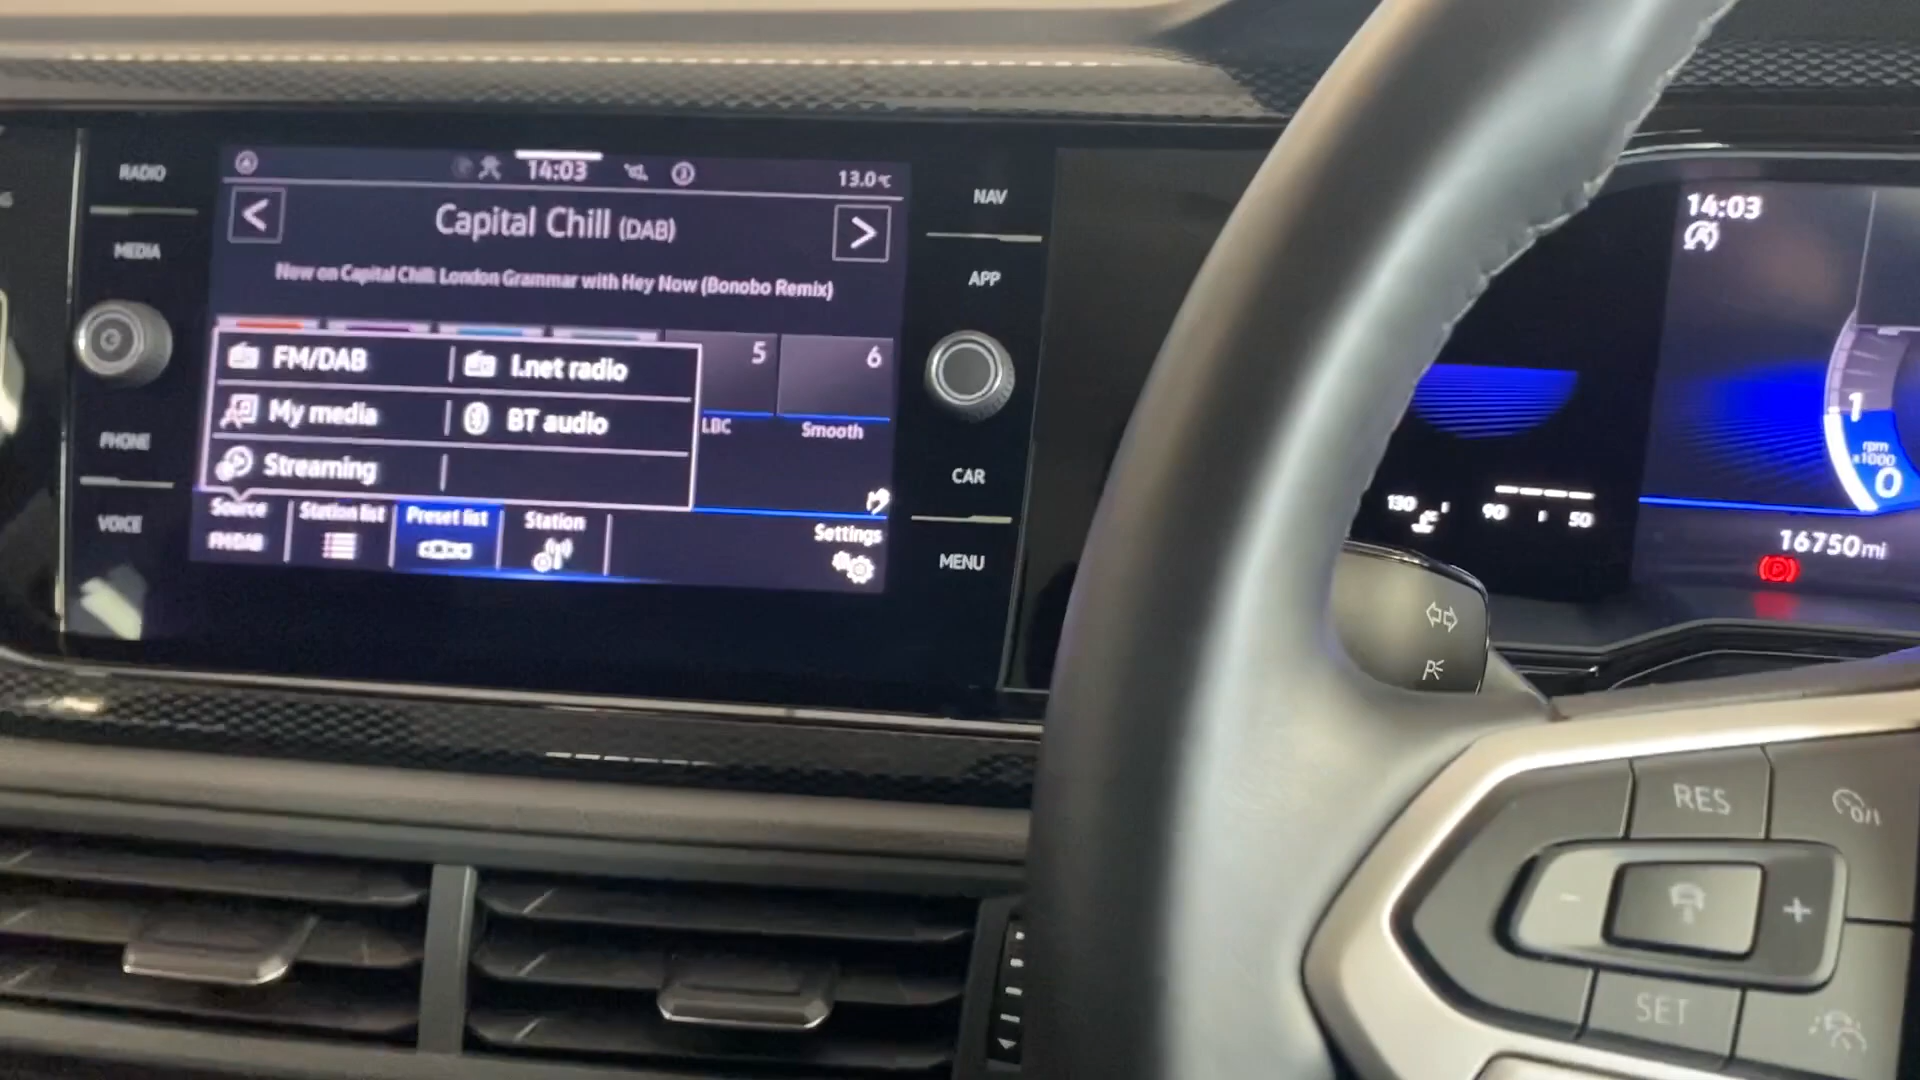 RADIO
MEDIA
PHONE
VOICE
14:03
13.0°C
Capital Chill (DAB)
Now on Capital Chill: London Grammar with Hey Now (Bonobo Remix)
5
6
FM/DAB
I.net radio
My media
BT audio
LBC
Smooth
Streaming
Source
FM/DAB
Station list
Preset list
Station
Settings
NAV
APP
CAR
MENU
14:03
1
rpm
x1000
0
130
90
50
16750mi
P
RES
0/I
-
+
SET